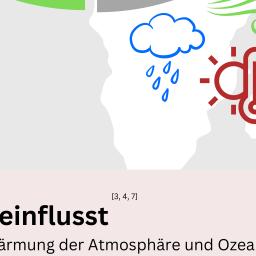 [3, 4, 7]
einflusst
ärmung der Atmosphäre und Ozea